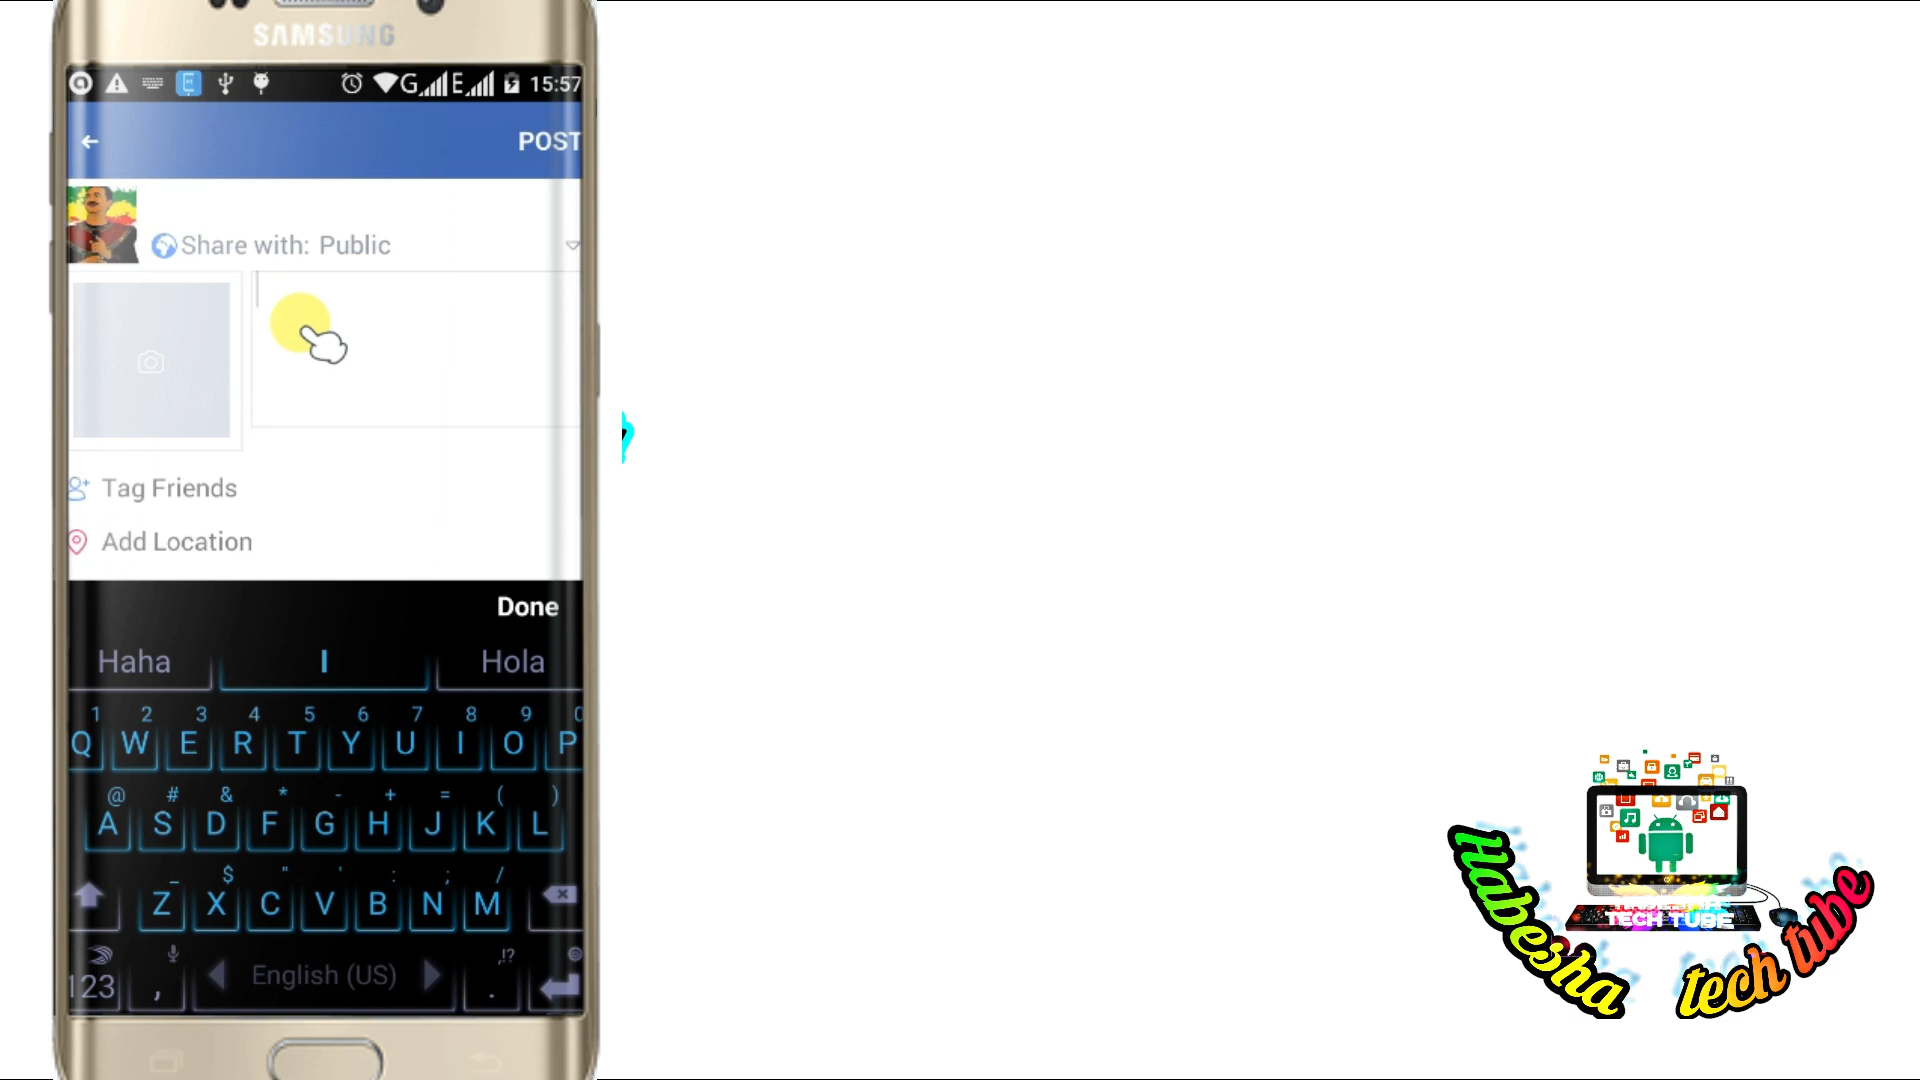 SAMSUNG
G E 15:57
POST
Share with: Public
Tag Friends
Add Location
Done
Haha I Hola
1 2 3 4 5 6 7 8 9 0
Q W E R T Y U I O P
@ # & * - + = ( )
A S D F G H J K L
_ $ " ' : ; /
Z X C V B N M
,!?
123 , English (US) .
TECH TUBE
Habesha tech tube